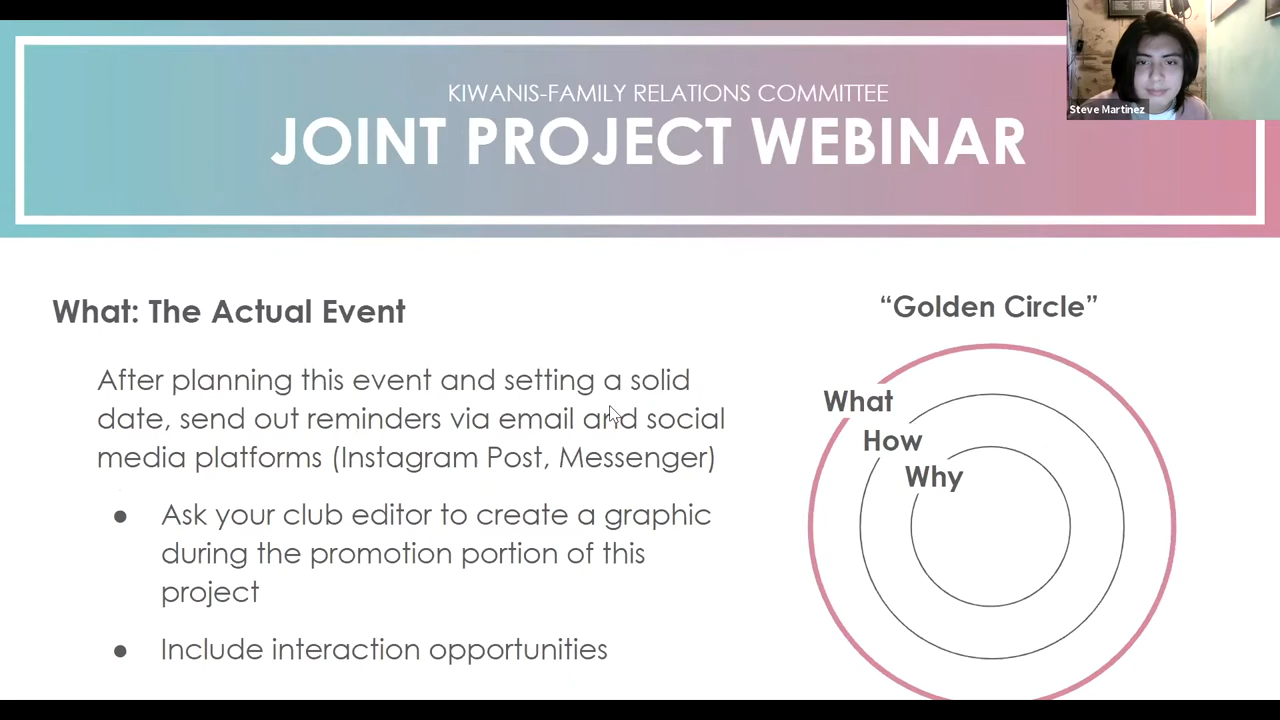 KIWANIS-FAMILY RELATIONS COMMITTEE
JOINT PROJECT WEBINAR
Steve Martinez
What: The Actual Event
After planning this event and setting a solid
date, send out reminders via email and social
media platforms (Instagram Post, Messenger)
● Ask your club editor to create a graphic
during the promotion portion of this
project
● Include interaction opportunities
“Golden Circle”
What
How
Why